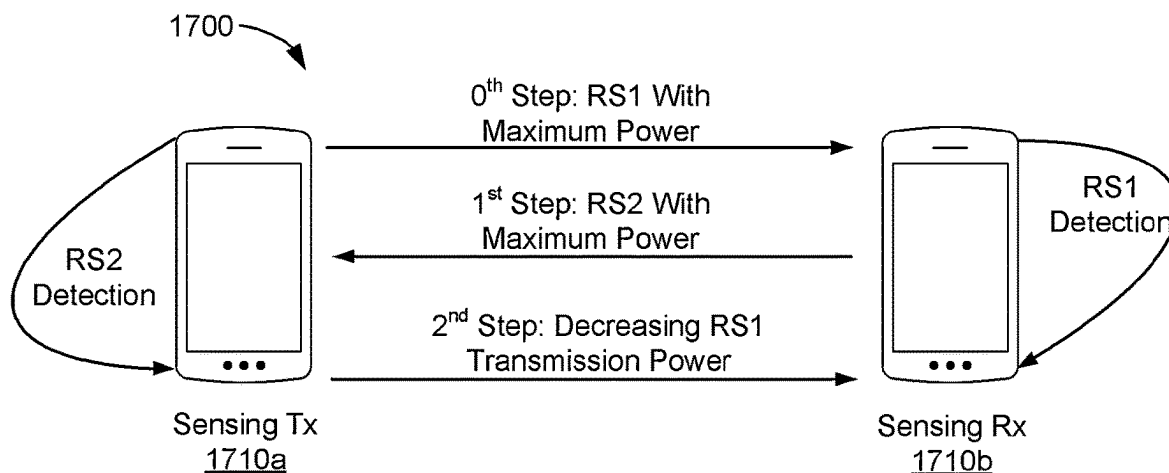 1700
0th Step: RS1 With
Maximum Power
1st Step: RS2 With
Maximum Power
RS1
Detection
RS2
Detection
2nd Step: Decreasing RS1
Transmission Power
Sensing Tx
1710a
Sensing Rx
1710b